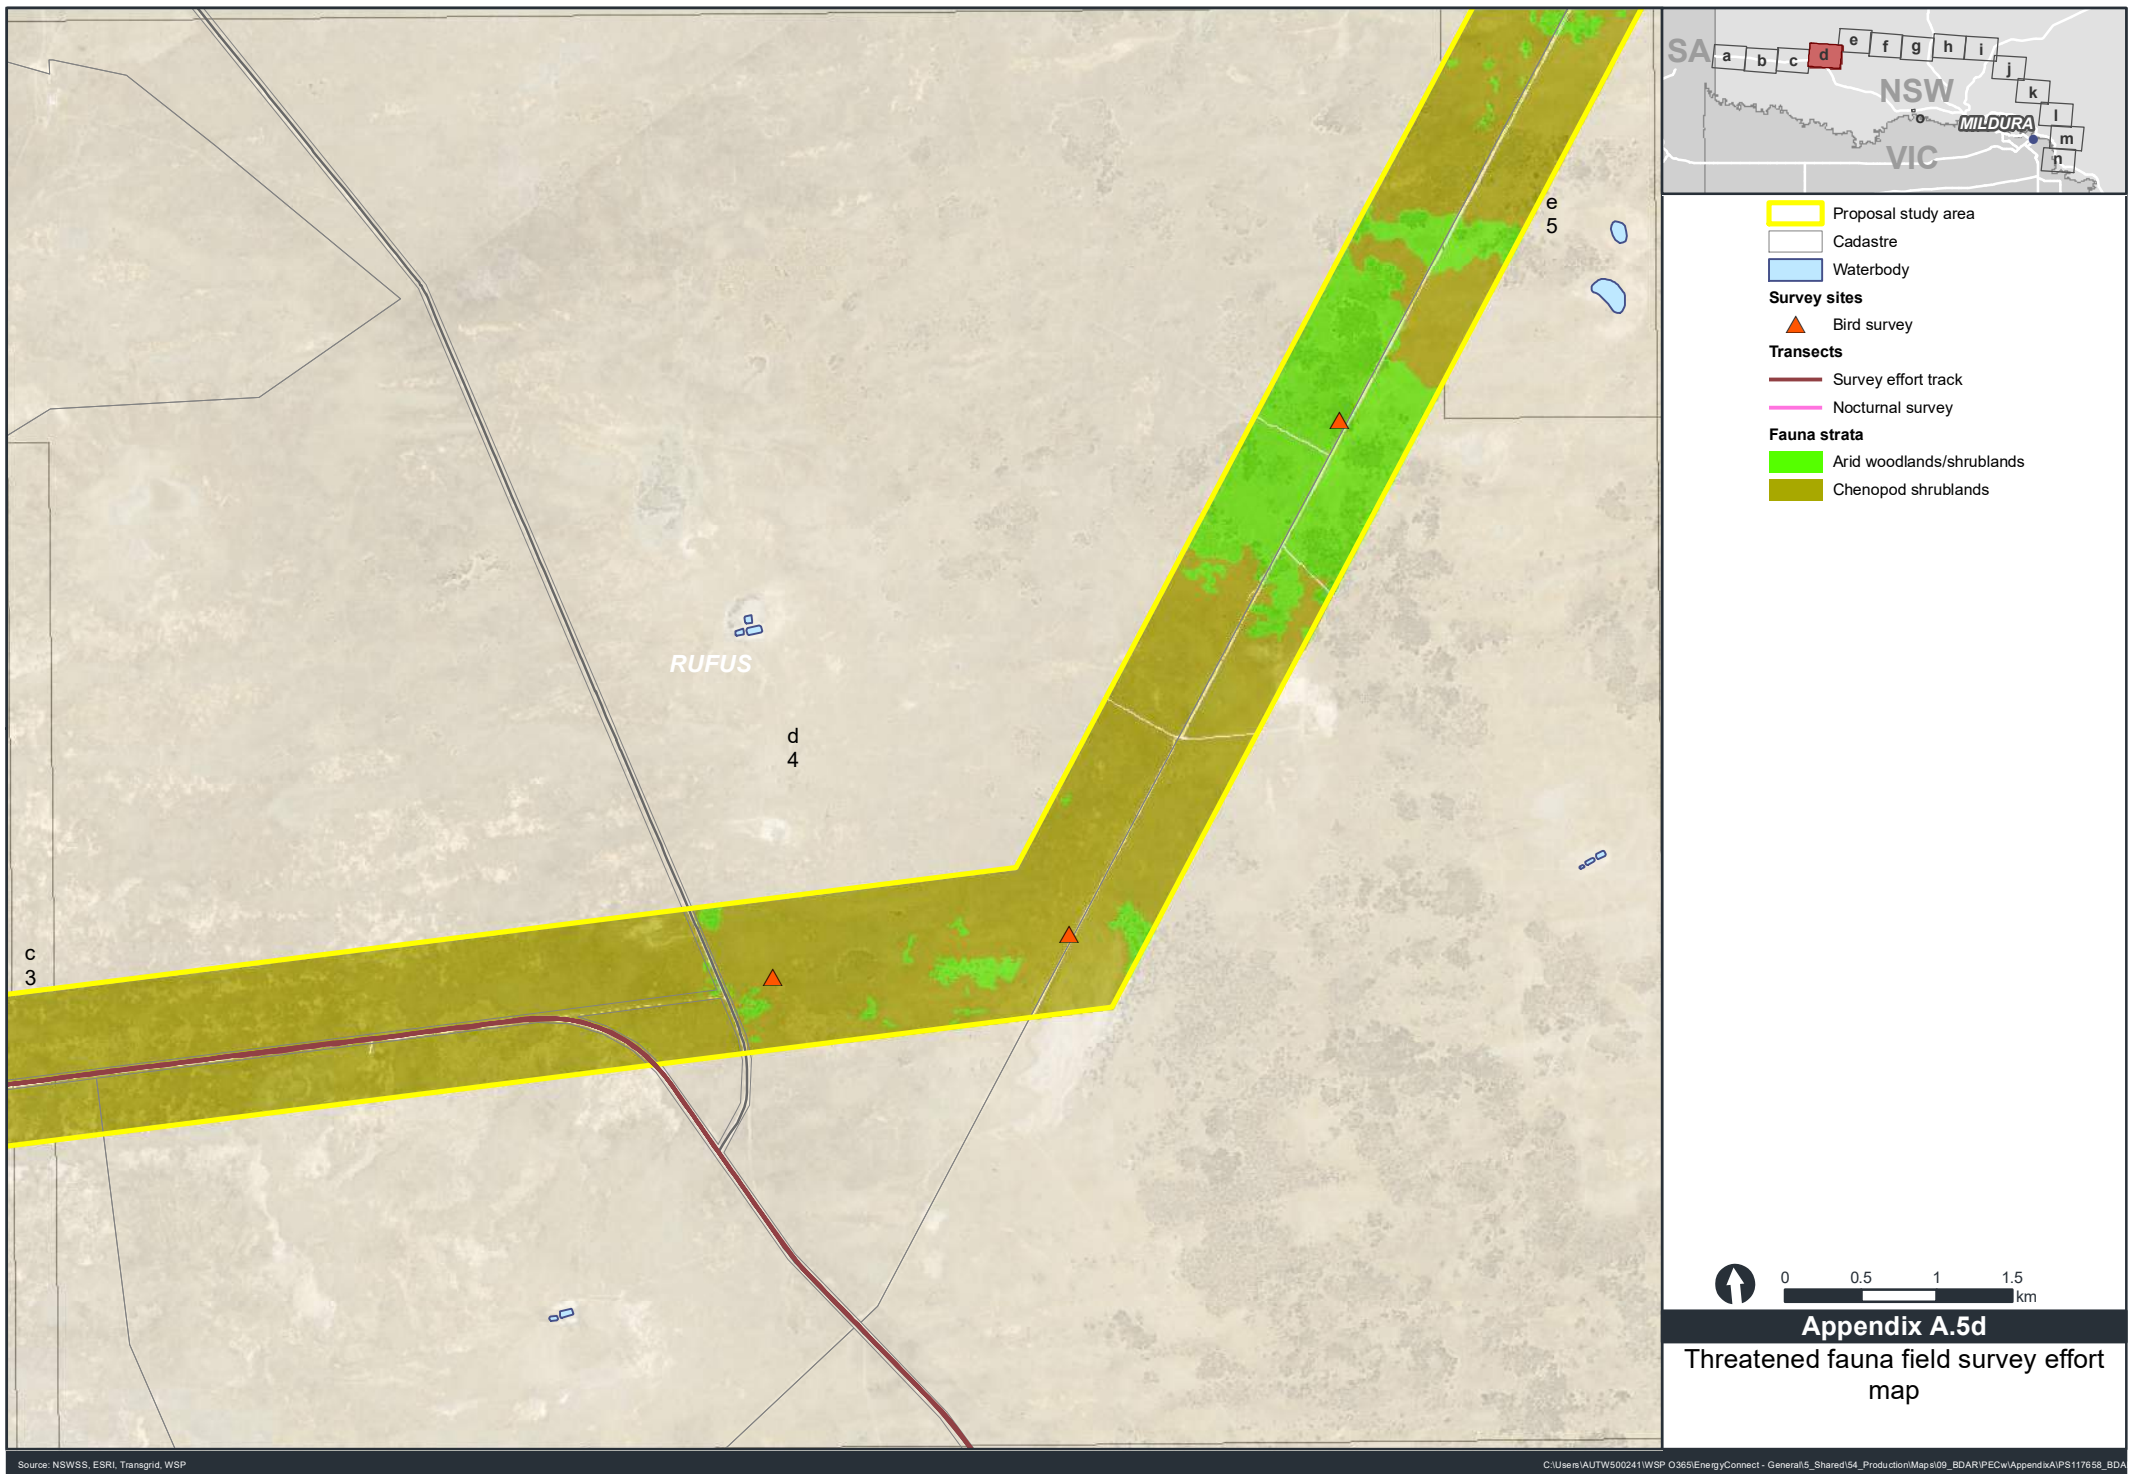 SA
a
b
c
d
e
f
g
h
i
j
k
l
m
n
NSW
MILDURA
VIC
Proposal study area
Cadastre
Waterbody
Survey sites
Bird survey
Transects
Survey effort track
Nocturnal survey
Fauna strata
Arid woodlands/shrublands
Chenopod shrublands
e
5
RUFUS
d
4
c
3
0 0.5 1 1.5
km
Appendix A.5d
Threatened fauna field survey effort
map
Source: NSWSS, ESRI, Transgrid, WSP
C:\Users\AUTW500241\WSP O365\EnergyConnect - General\5_Shared\54_Production\Maps\09_BDAR\PECw\AppendixA\PS117658_BDA